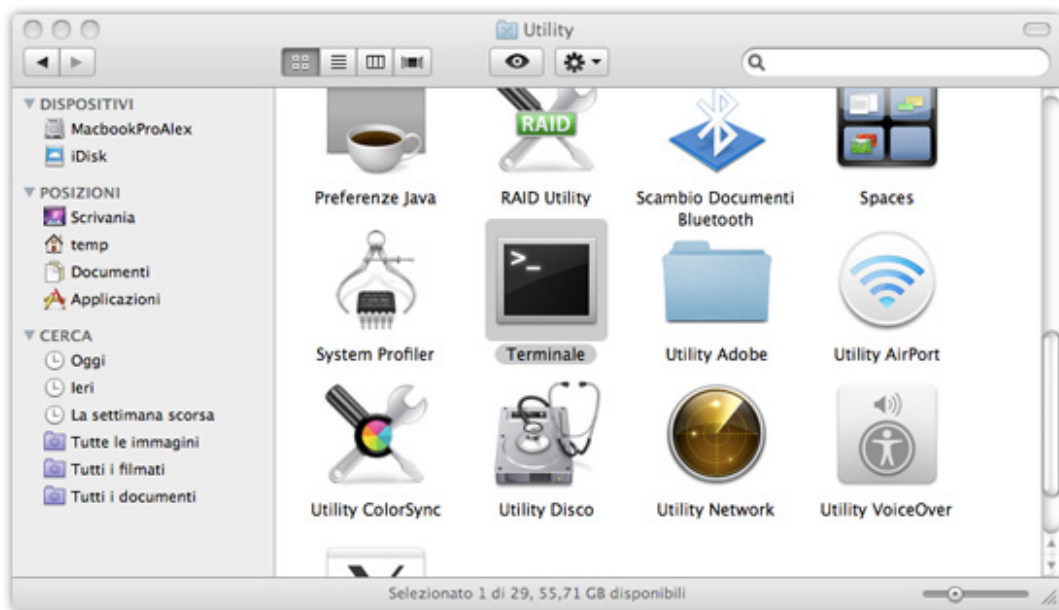 Utility
DISPOSITIVI
MacbookProAlex
iDisk
POSIZIONI
Scrivania
temp
Documenti
Applicazioni
CERCA
Oggi
Ieri
La settimana scorsa
Tutte le immagini
Tutti i filmati
Tutti i documenti
Preferenze Java
RAID
RAID Utility
Scambio Documenti
Bluetooth
Spaces
>_
System Profiler
Terminale
Utility Adobe
Utility AirPort
Utility ColorSync
Utility Disco
Utility Network
Utility VoiceOver
Selezionato 1 di 29, 55,71 GB disponibili